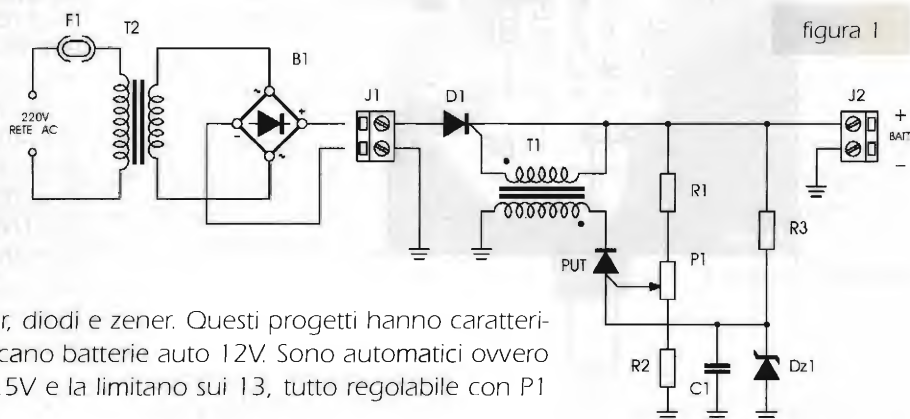 figura 1
F1
T2
B1
J1
D1
J2
220V
RETE AC
~
-
+
~
T1
+
BATT
-
R1
R3
PUT
P1
R2
C1
Dz1
r, diodi e zener. Questi progetti hanno caratteri-
cano batterie auto 12V. Sono automatici ovvero
5V e la limitano sui 13, tutto regolabile con P1